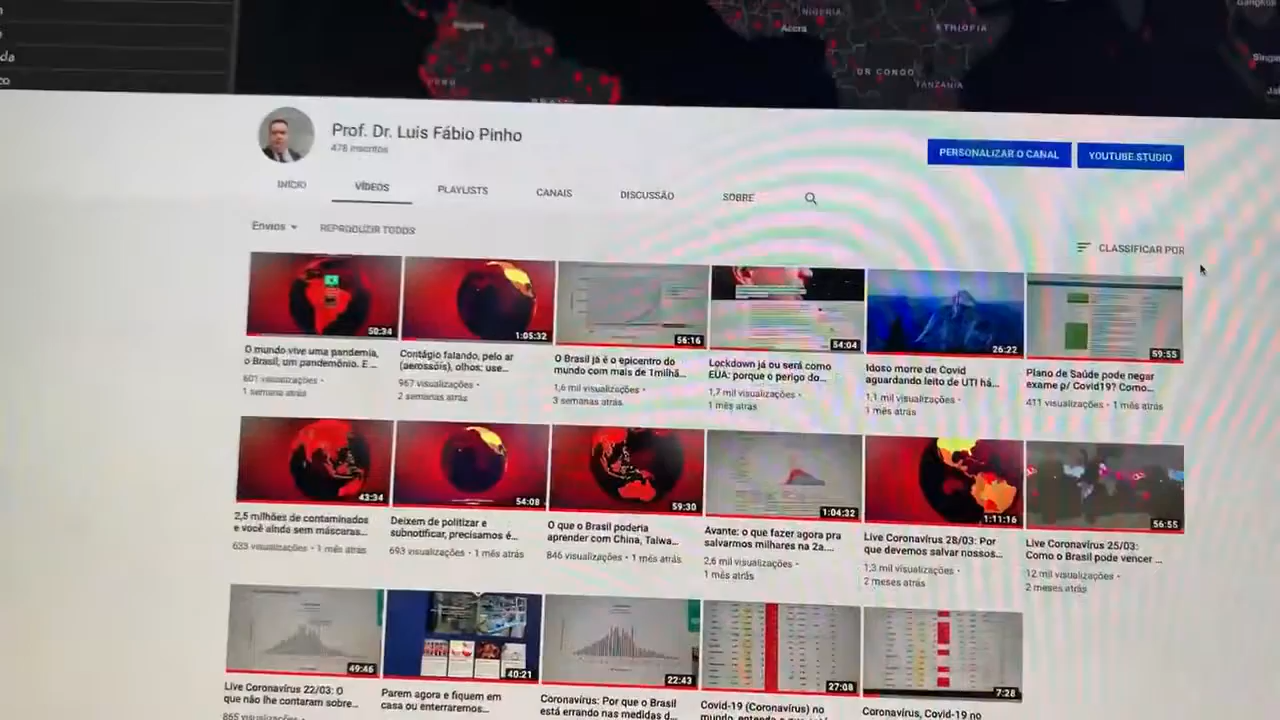 da
NIGERIA
Accra
ETHIOPIA
DR CONGO
TANZANIA
PERU
BRAZIL
Prof. Dr. Luis Fábio Pinho
478 inscritos
PERSONALIZAR O CANAL
YOUTUBE STUDIO
INÍCIO
VÍDEOS
PLAYLISTS
CANAIS
DISCUSSÃO
SOBRE
Envios
REPRODUZIR TODOS
CLASSIFICAR POR
50:34
1:05:32
56:16
54:04
26:22
59:55
O mundo vive uma pandemia,
o Brasil, um pandemônio. E ...
601 visualizações •
1 semana atrás
Contágio falando, pelo ar
(aerossóis), olhos; use...
967 visualizações •
2 semanas atrás
O Brasil já é o epicentro do
mundo com mais de 1milhã...
1,6 mil visualizações •
3 semanas atrás
Lockdown já ou será como
EUA: porque o perigo do...
1,7 mil visualizações •
1 mês atrás
Idoso morre de Covid
aguardando leito de UTI há...
1,1 mil visualizações •
1 mês atrás
Plano de Saúde pode negar
exame p/ Covid19? Como...
411 visualizações • 1 mês atrás
43:34
54:08
59:30
1:04:32
1:11:16
56:55
2,5 milhões de contaminados
e você ainda sem máscaras...
633 visualizações • 1 mês atrás
Deixem de politizar e
subnotificar, precisamos é...
693 visualizações • 1 mês atrás
O que o Brasil poderia
aprender com China, Taiwa...
846 visualizações • 1 mês atrás
Avante: o que fazer agora pra
salvarmos milhares na 2a....
2,6 mil visualizações •
1 mês atrás
Live Coronavírus 28/03: Por
que devemos salvar nossos...
1,3 mil visualizações •
2 meses atrás
Live Coronavírus 25/03:
Como o Brasil pode vencer ...
12 mil visualizações •
2 meses atrás
49:46
40:21
22:43
27:08
7:28
Live Coronavírus 22/03: O
que não lhe contaram sobre...
865 visualizações •
Parem agora e fiquem em
casa ou enterraremos...
Coronavírus: Por que o Brasil
está errando nas medidas d...
Covid-19 (Coronavírus) no
Coronavírus, Covid-19 no